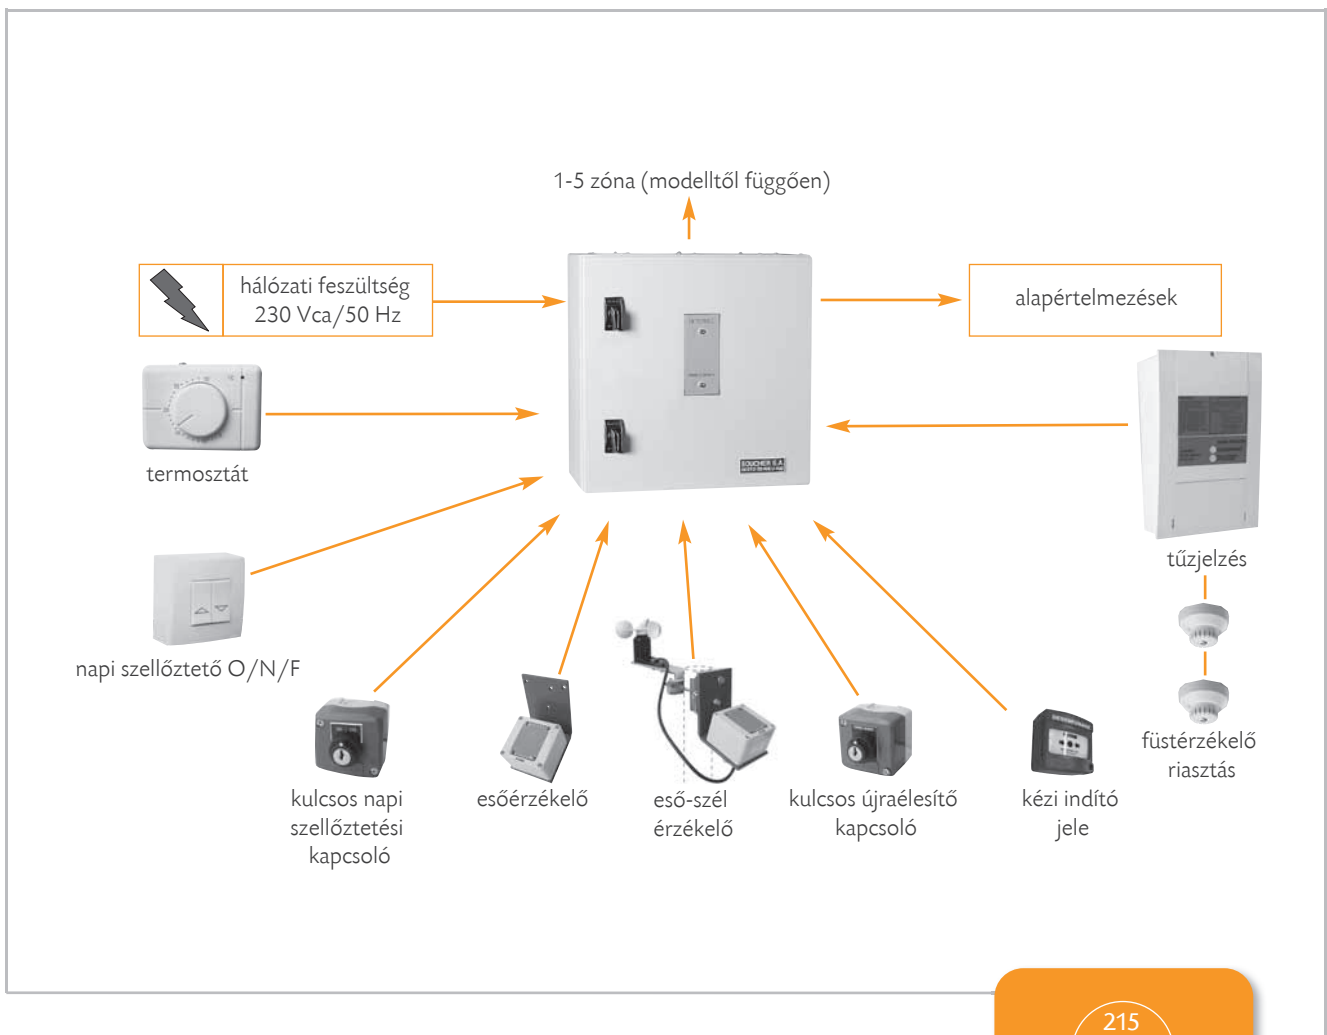 1-5 zóna (modelltől függően)
hálózati feszültség
230 Vca/50 Hz
alapértelmezések
termosztát
tűzjelzés
napi szellőztető O/N/F
füstérzékelő
riasztás
kulcsos napi
szellőztetési
kapcsoló
esőérzékelő
eső-szél
érzékelő
kulcsos újraélesítő
kapcsoló
kézi indító
jele
SOUCHIER S.A.
215